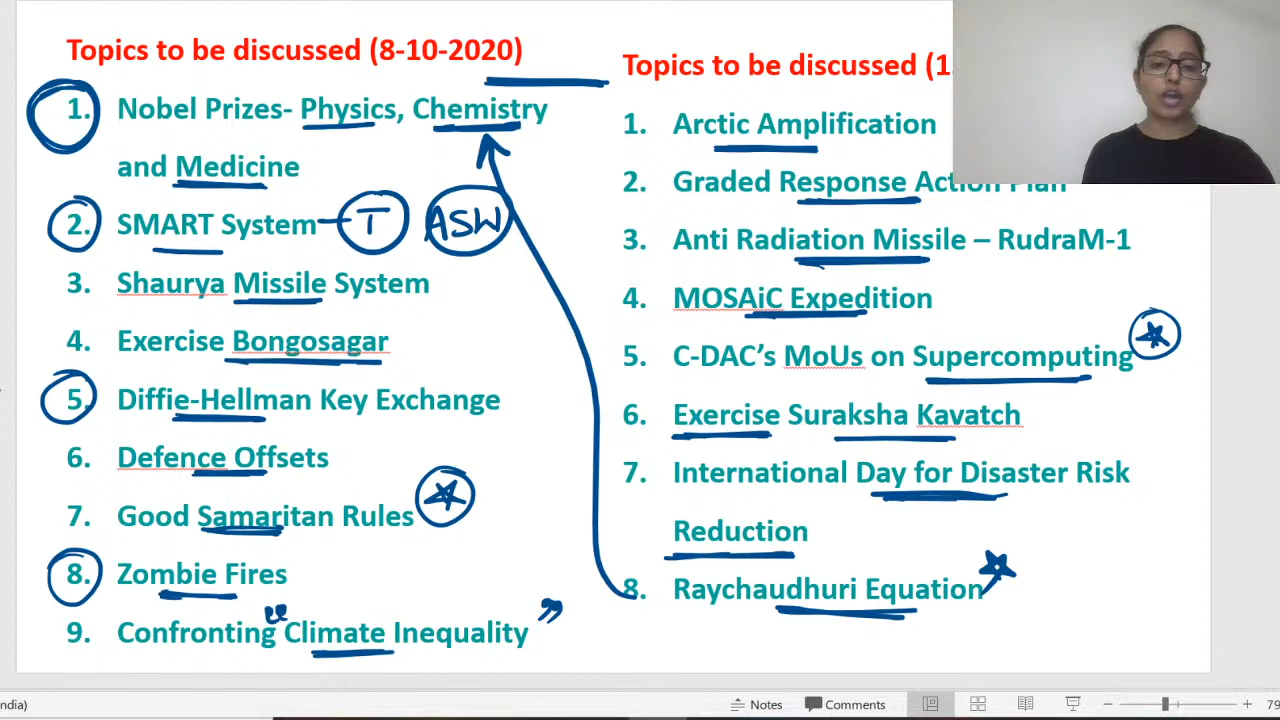 Topics to be discussed (8-10-2020)
1. Nobel Prizes- Physics, Chemistry
and Medicine
2. SMART System
T
ASW
3. Shaurya Missile System
4. Exercise Bongosagar
5. Diffie-Hellman Key Exchange
6. Defence Offsets
7. Good Samaritan Rules
8. Zombie Fires
9. Confronting "Climate Inequality"
Topics to be discussed (1
1. Arctic Amplification
2. Graded Response Action Plan
3. Anti Radiation Missile – RudraM-1
4. MOSAiC Expedition
5. C-DAC’s MoUs on Supercomputing
6. Exercise Suraksha Kavatch
7. International Day for Disaster Risk
Reduction
8. Raychaudhuri Equation
ndia)
Notes
Comments
79